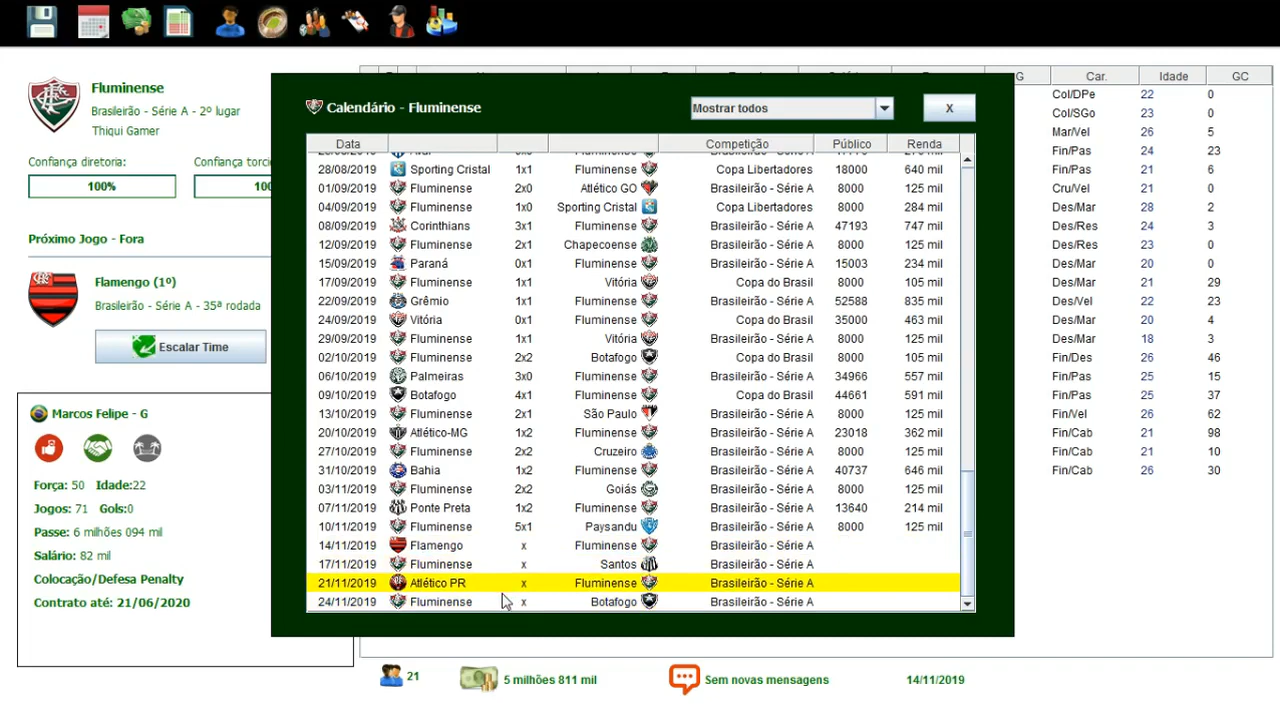 Fluminense
Brasileirão - Série A - 2º lugar
Thiqui Gamer
Confiança diretoria: Confiança torci
100% 100
Próximo Jogo - Fora
Flamengo (1º)
Brasileirão - Série A - 35ª rodada
Escalar Time
Marcos Felipe - G
Força: 50 Idade:22
Jogos: 71 Gols:0
Passe: 6 milhões 094 mil
Salário: 82 mil
Colocação/Defesa Penalty
Contrato até: 21/06/2020
Calendário - Fluminense Mostrar todos X
Data Competição Público Renda
28/08/2019 Sporting Cristal 1x1 Fluminense Copa Libertadores 18000 640 mil
01/09/2019 Fluminense 2x0 Atlético GO Brasileirão - Série A 8000 125 mil
04/09/2019 Fluminense 1x0 Sporting Cristal Copa Libertadores 8000 284 mil
08/09/2019 Corinthians 3x1 Fluminense Brasileirão - Série A 47193 747 mil
12/09/2019 Fluminense 2x1 Chapecoense Brasileirão - Série A 8000 125 mil
15/09/2019 Paraná 0x1 Fluminense Brasileirão - Série A 15003 234 mil
17/09/2019 Fluminense 1x1 Vitória Copa do Brasil 8000 105 mil
22/09/2019 Grêmio 1x1 Fluminense Brasileirão - Série A 52588 835 mil
24/09/2019 Vitória 0x1 Fluminense Copa do Brasil 35000 463 mil
29/09/2019 Fluminense 1x1 Vitória Brasileirão - Série A 8000 125 mil
02/10/2019 Fluminense 2x2 Botafogo Copa do Brasil 8000 105 mil
06/10/2019 Palmeiras 3x0 Fluminense Brasileirão - Série A 34966 557 mil
09/10/2019 Botafogo 4x1 Fluminense Copa do Brasil 44661 591 mil
13/10/2019 Fluminense 2x1 São Paulo Brasileirão - Série A 8000 125 mil
20/10/2019 Atlético-MG 1x2 Fluminense Brasileirão - Série A 23018 362 mil
27/10/2019 Fluminense 2x2 Cruzeiro Brasileirão - Série A 8000 125 mil
31/10/2019 Bahia 1x2 Fluminense Brasileirão - Série A 40737 646 mil
03/11/2019 Fluminense 2x2 Goiás Brasileirão - Série A 8000 125 mil
07/11/2019 Ponte Preta 1x2 Fluminense Brasileirão - Série A 13640 214 mil
10/11/2019 Fluminense 5x1 Paysandu Brasileirão - Série A 8000 125 mil
14/11/2019 Flamengo x Fluminense Brasileirão - Série A
17/11/2019 Fluminense x Santos Brasileirão - Série A
21/11/2019 Atlético PR x Fluminense Brasileirão - Série A
24/11/2019 Fluminense x Botafogo Brasileirão - Série A
G Car. Idade GC
Col/DPe 22 0
Col/SGo 23 0
Mar/Vel 26 5
Fin/Pas 24 23
Fin/Pas 21 6
Cru/Vel 21 0
Des/Mar 28 2
Des/Res 24 3
Des/Res 23 0
Des/Mar 20 0
Des/Mar 21 29
Des/Vel 22 23
Des/Mar 20 4
Des/Mar 18 3
Fin/Des 26 46
Fin/Pas 25 15
Fin/Pas 25 37
Fin/Vel 26 62
Fin/Cab 21 98
Fin/Cab 21 10
Fin/Cab 26 30
21 5 milhões 811 mil Sem novas mensagens 14/11/2019